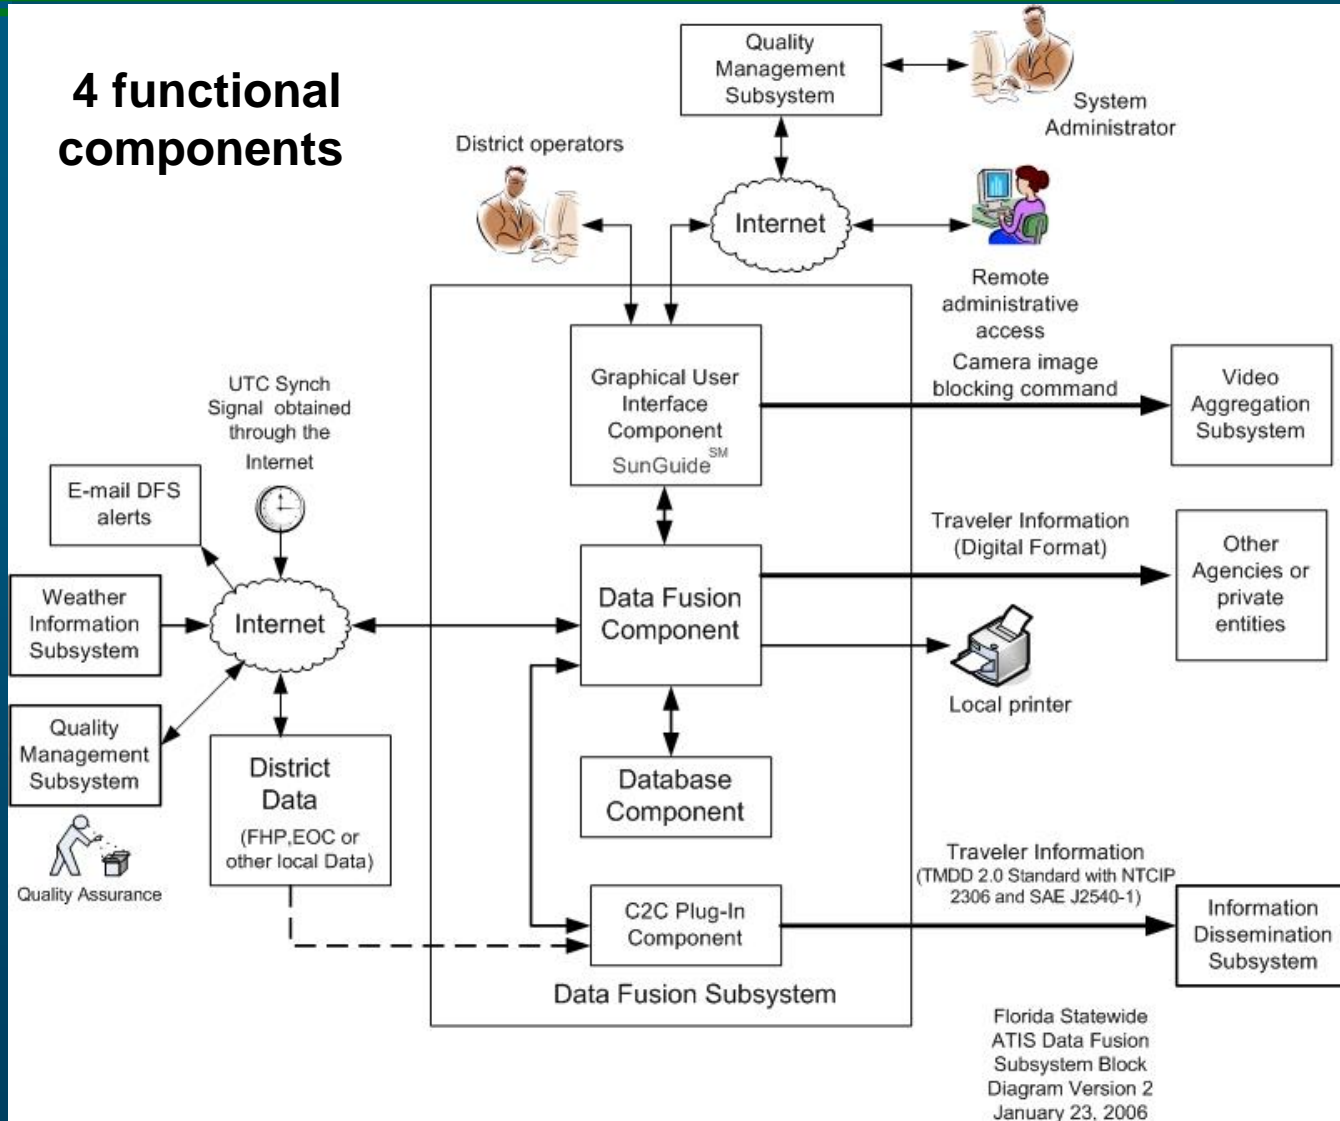 4 functional
components
Quality
Management
Subsystem
System
Administrator
District operators
Internet
Remote
administrative
access
Camera image
blocking command
Video
Aggregation
Subsystem
Graphical User
Interface
Component
SunGuide SM
UTC Synch
Signal obtained
through the
Internet
E-mail DFS
alerts
Traveler Information
(Digital Format)
Other
Agencies or
private
entities
Weather
Information
Subsystem
Internet
Data Fusion
Component
Local printer
Quality
Management
Subsystem
District
Data
(FHP,EOC or
other local Data)
Database
Component
Quality Assurance
Traveler Information
(TMDD 2.0 Standard with NTCIP
2306 and SAE J2540-1)
C2C Plug-In
Component
Information
Dissemination
Subsystem
Data Fusion Subsystem
Florida Statewide
ATIS Data Fusion
Subsystem Block
Diagram Version 2
January 23, 2006